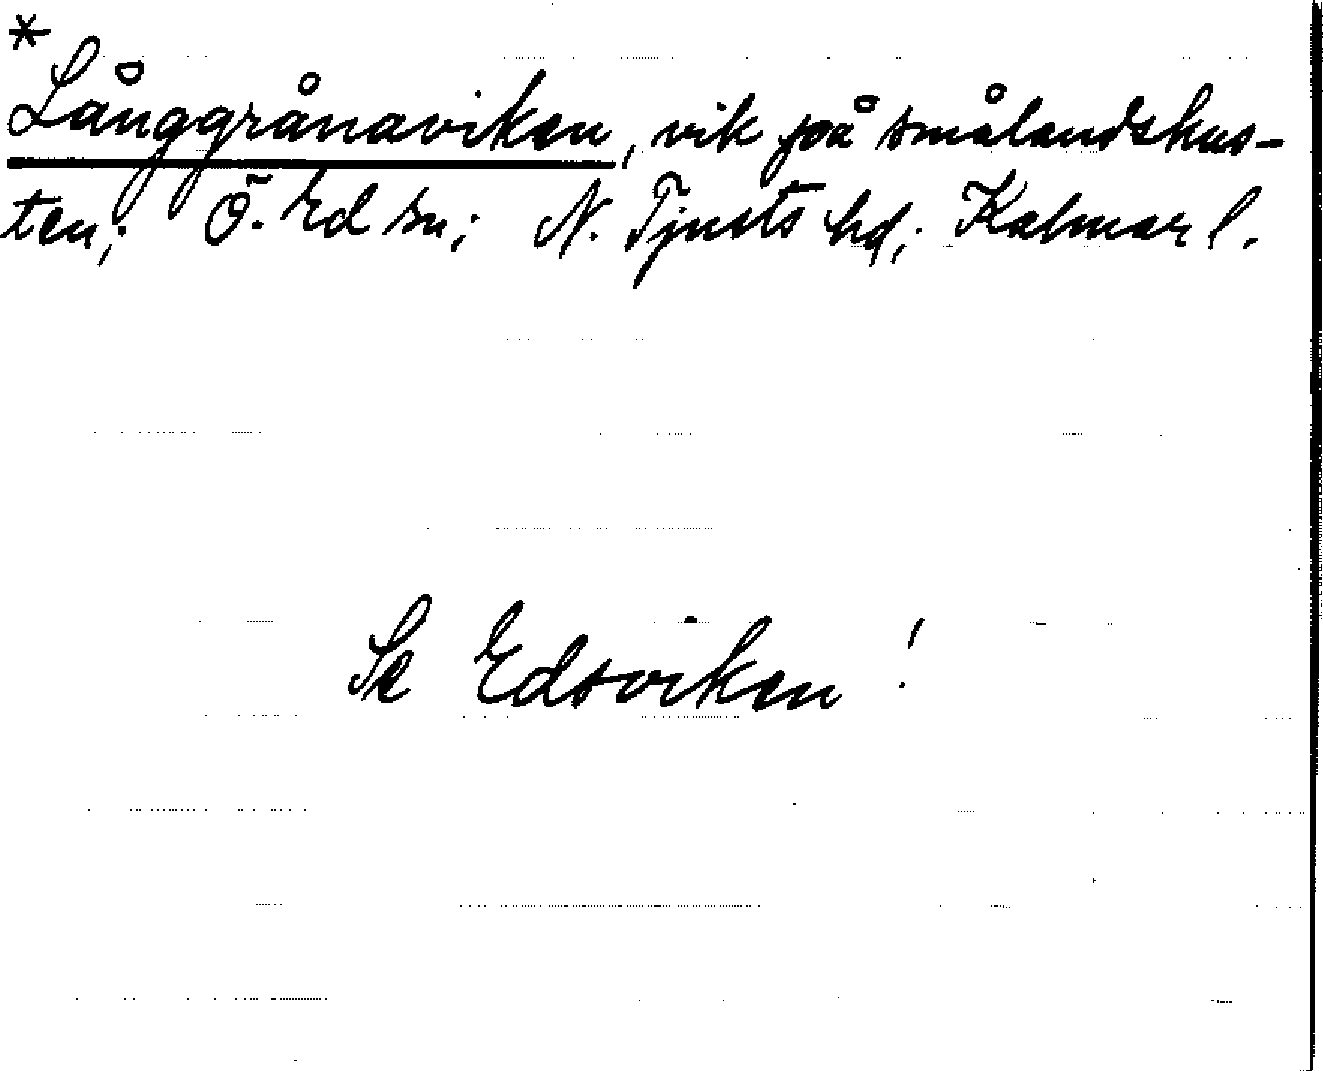 *
Långgrånaviken, vik på smålandskus-
ten; Ö. Ed sn; N. Tjusts hd; Kalmar l.
Se Edsviken!